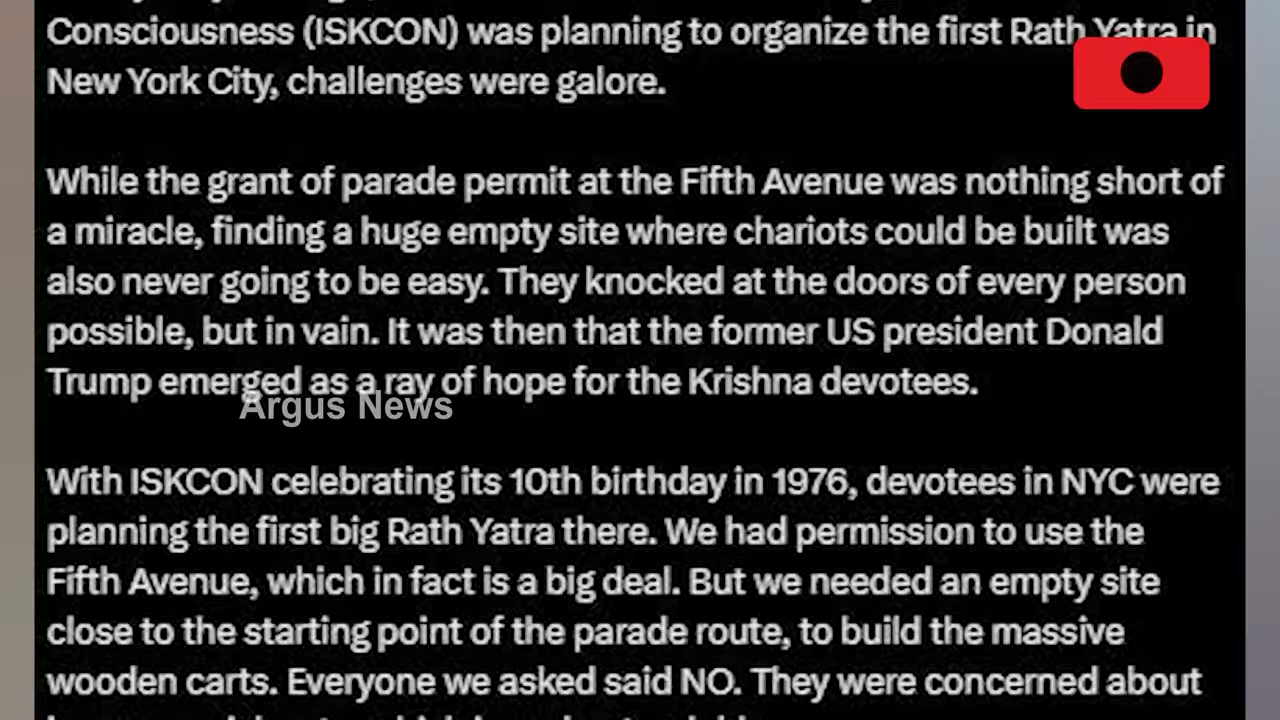 Consciousness (ISKCON) was planning to organize the first Rath Yatra in
New York City, challenges were galore.
While the grant of parade permit at the Fifth Avenue was nothing short of
a miracle, finding a huge empty site where chariots could be built was
also never going to be easy. They knocked at the doors of every person
possible, but in vain. It was then that the former US president Donald
Trump emerged as a ray of hope for the Krishna devotees.
Argus News
With ISKCON celebrating its 10th birthday in 1976, devotees in NYC were
planning the first big Rath Yatra there. We had permission to use the
Fifth Avenue, which in fact is a big deal. But we needed an empty site
close to the starting point of the parade route, to build the massive
wooden carts. Everyone we asked said NO. They were concerned about